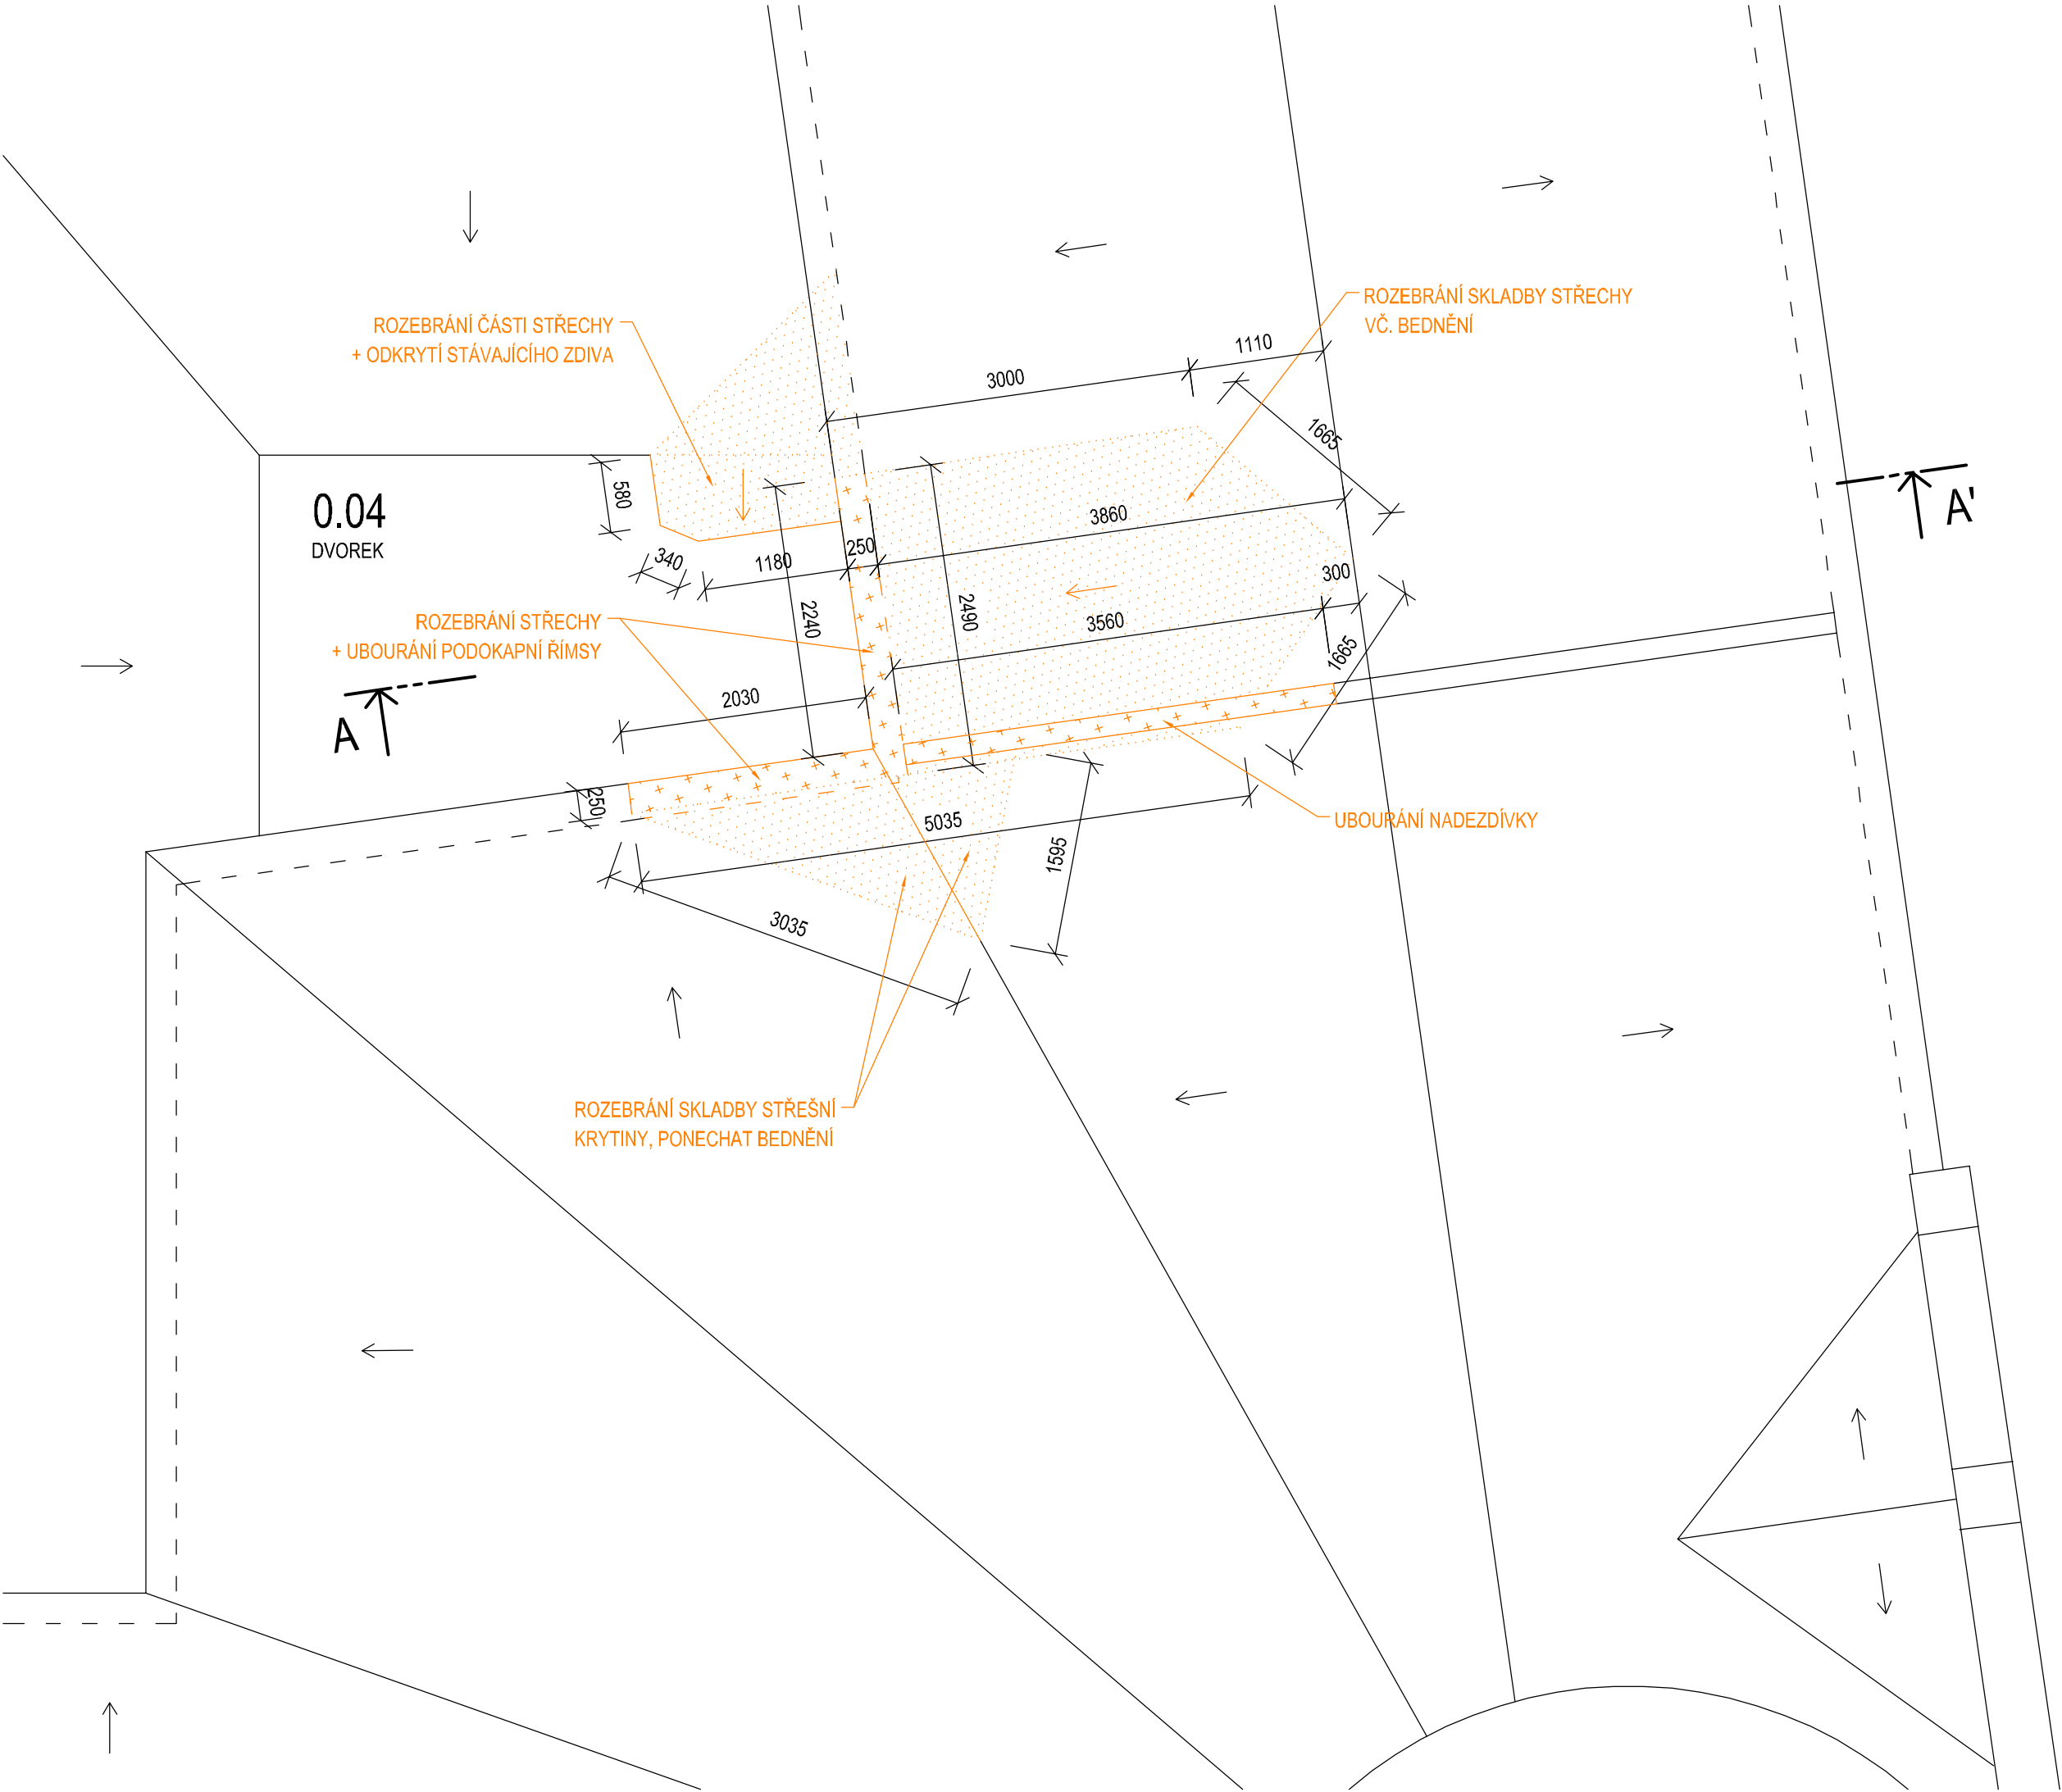 ROZEBRÁNÍ SKLADBY STŘECHY
VČ. BEDNĚNÍ
ROZEBRÁNÍ ČÁSTI STŘECHY
+ ODKRYTÍ STÁVAJÍCÍHO ZDIVA
1110
3000
1665
580
0.04
DVOREK
A'
3860
250
340
1180
300
2240
2490
3560
ROZEBRÁNÍ STŘECHY
+ UBOURÁNÍ PODOKAPNÍ ŘÍMSY
1665
2030
A
250
5035
UBOURÁNÍ NADEZDÍVKY
1595
3035
ROZEBRÁNÍ SKLADBY STŘEŠNÍ
KRYTINY, PONECHAT BEDNĚNÍ